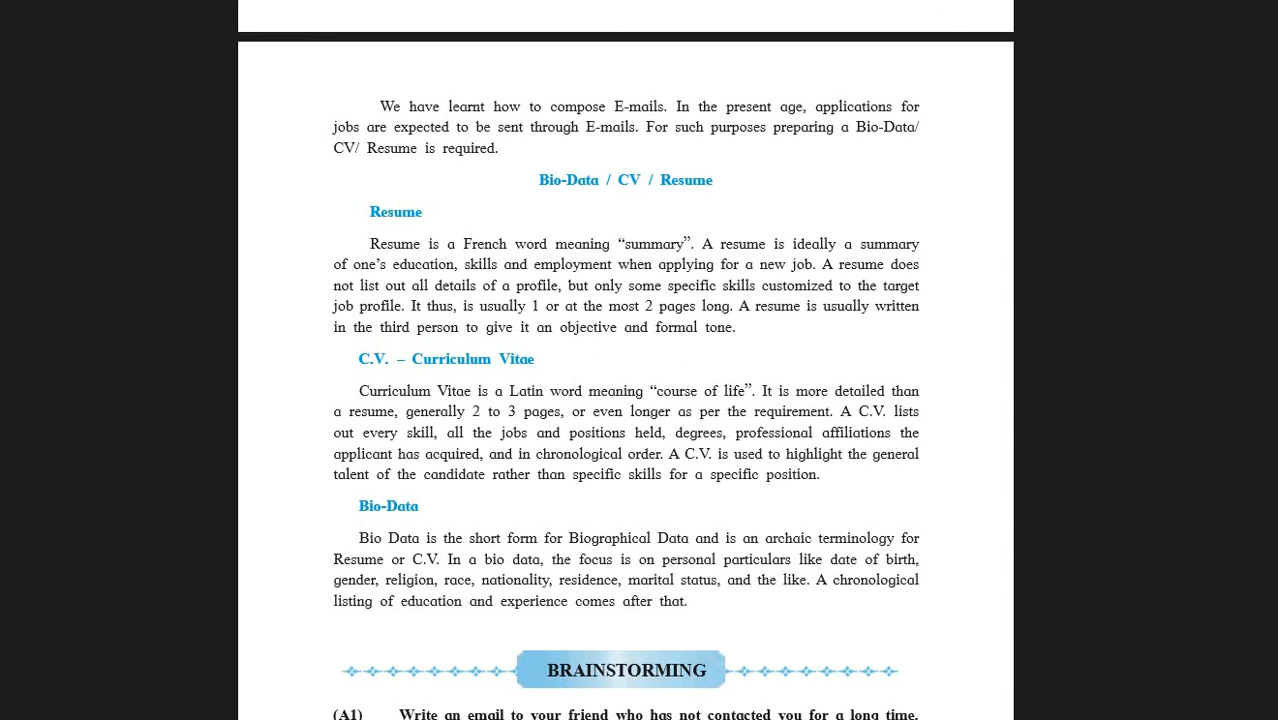 We have learnt how to compose E-mails. In the present age, applications for
jobs are expected to be sent through E-mails. For such purposes preparing a Bio-Data/
CV/ Resume is required.
Bio-Data / CV / Resume
Resume
Resume is a French word meaning “summary”. A resume is ideally a summary
of one’s education, skills and employment when applying for a new job. A resume does
not list out all details of a profile, but only some specific skills customized to the target
job profile. It thus, is usually 1 or at the most 2 pages long. A resume is usually written
in the third person to give it an objective and formal tone.
C.V. – Curriculum Vitae
Curriculum Vitae is a Latin word meaning “course of life”. It is more detailed than
a resume, generally 2 to 3 pages, or even longer as per the requirement. A C.V. lists
out every skill, all the jobs and positions held, degrees, professional affiliations the
applicant has acquired, and in chronological order. A C.V. is used to highlight the general
talent of the candidate rather than specific skills for a specific position.
Bio-Data
Bio Data is the short form for Biographical Data and is an archaic terminology for
Resume or C.V. In a bio data, the focus is on personal particulars like date of birth,
gender, religion, race, nationality, residence, marital status, and the like. A chronological
listing of education and experience comes after that.
BRAINSTORMING
(A1) Write an email to your friend who has not contacted you for a long time.